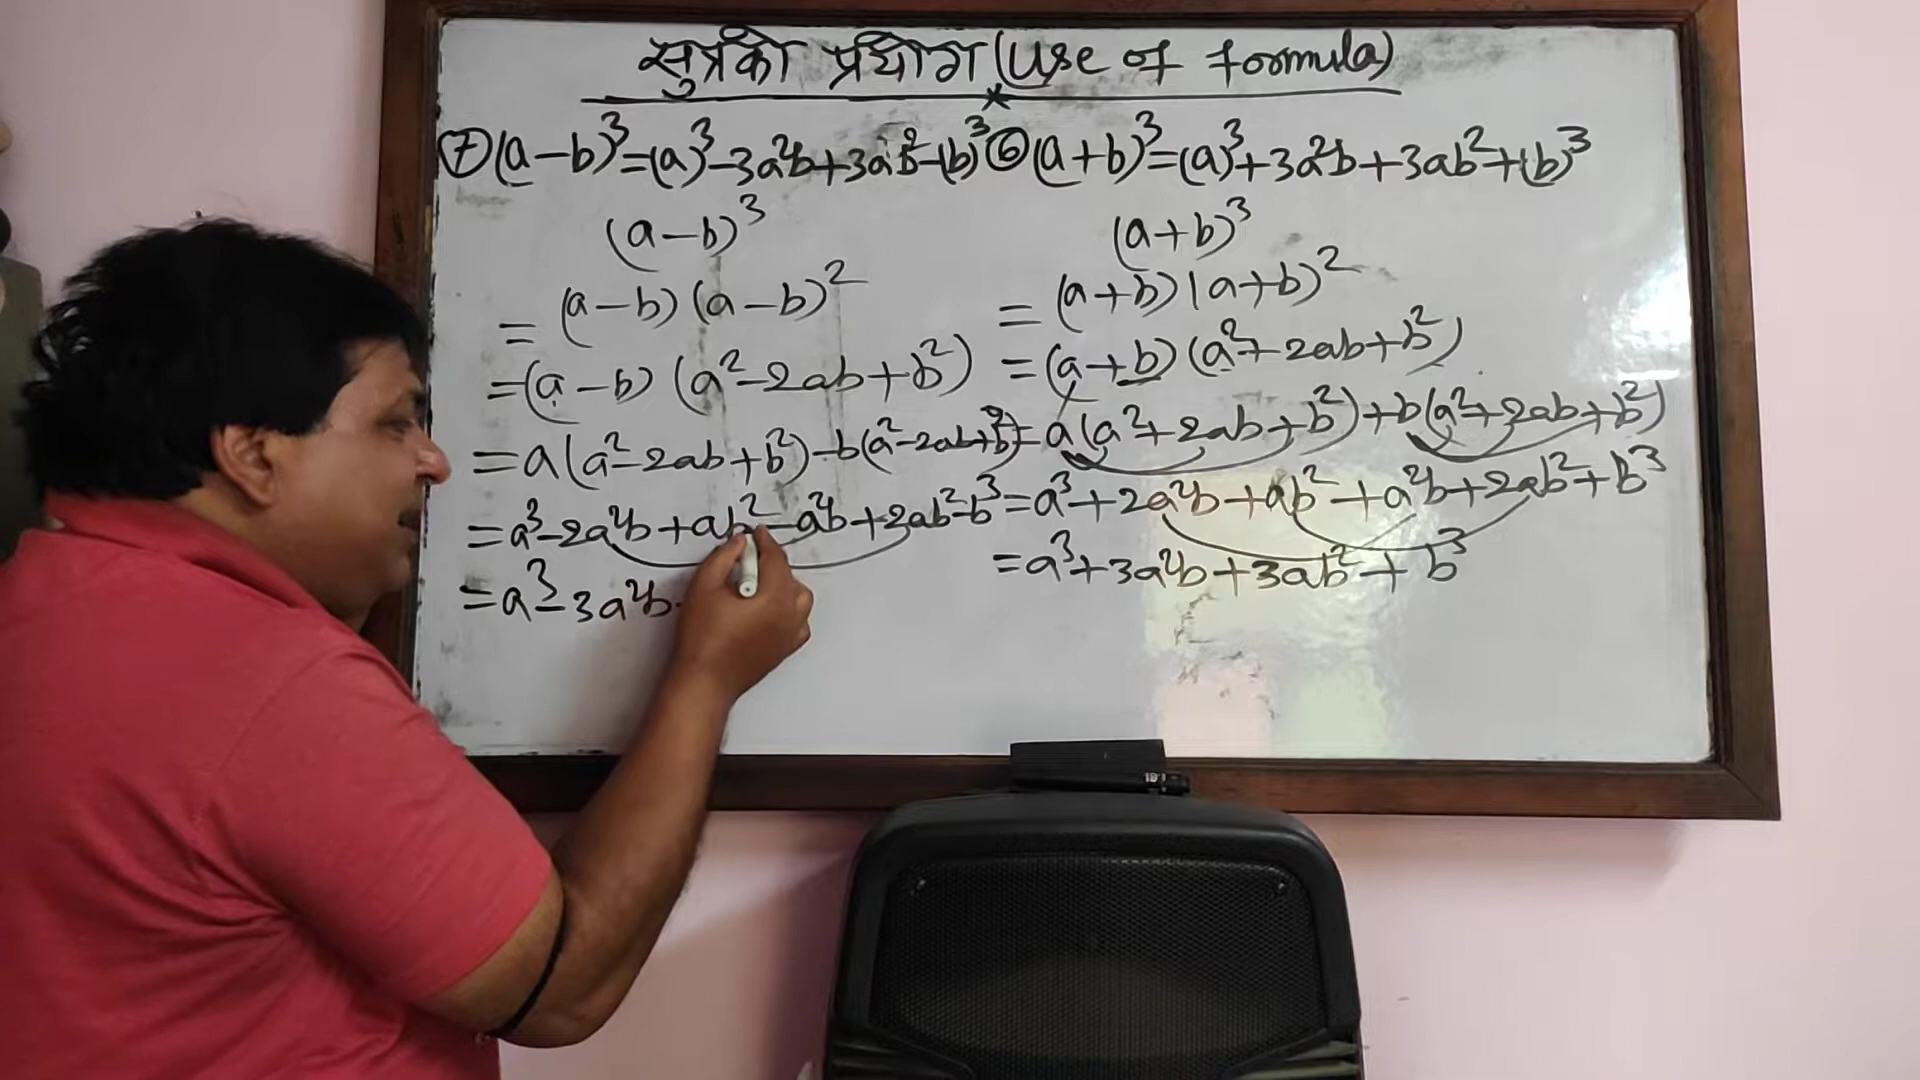 सुत्रको प्रयोग (Use of formula)
⑦ (a-b)³=(a)³-3a²b+3ab²-(b)³ ⑥ (a+b)³=(a)³+3a²b+3ab²+(b)³
(a-b)³
= (a-b)(a-b)²
=(a-b)(a²-2ab+b²)
=a(a²-2ab+b²)-b(a²-2ab+b²)
=a³-2a²b+ab²-a²b+2ab²-b³
=a³-3a²b
(a+b)³
= (a+b)(a+b)²
=(a+b)(a²+2ab+b²)
=a(a²+2ab+b²)+b(a²+2ab+b²)
=a³+2a²b+ab²+a²b+2ab²+b³
=a³+3a²b+3ab²+b³